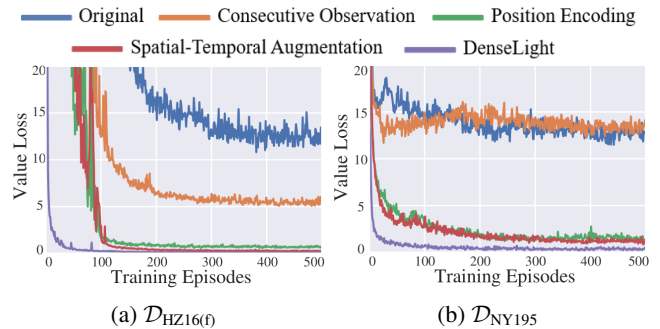 Original Consecutive Observation Position Encoding
Spatial-Temporal Augmentation DenseLight
Value Loss
20
15
10
5
0
0 100 200 300 400 500
Training Episodes
(a) D_HZ16(f)
Value Loss
20
15
10
5
0
0 100 200 300 400 500
Training Episodes
(b) D_NY195